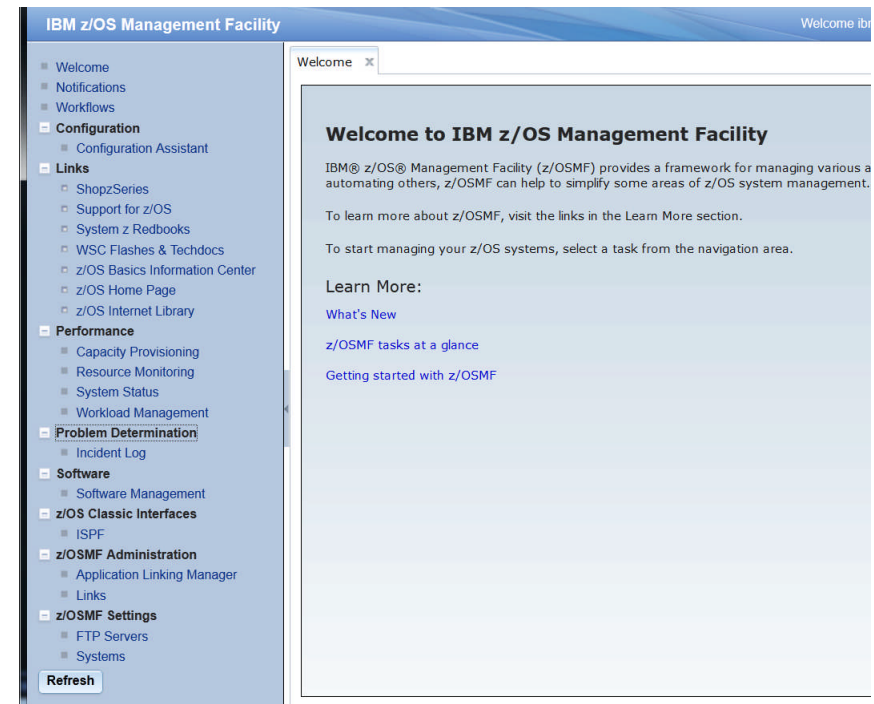 IBM z/OS Management Facility
Welcome ibr
Welcome
Notifications
Workflows
Configuration
Configuration Assistant
Links
ShopzSeries
Support for z/OS
System z Redbooks
WSC Flashes & Techdocs
z/OS Basics Information Center
z/OS Home Page
z/OS Internet Library
Performance
Capacity Provisioning
Resource Monitoring
System Status
Workload Management
Problem Determination
Incident Log
Software
Software Management
z/OS Classic Interfaces
ISPF
z/OSMF Administration
Application Linking Manager
Links
z/OSMF Settings
FTP Servers
Systems
Refresh
Welcome x
Welcome to IBM z/OS Management Facility
IBM® z/OS® Management Facility (z/OSMF) provides a framework for managing various a
automating others, z/OSMF can help to simplify some areas of z/OS system management.
To learn more about z/OSMF, visit the links in the Learn More section.
To start managing your z/OS systems, select a task from the navigation area.
Learn More:
What's New
z/OSMF tasks at a glance
Getting started with z/OSMF